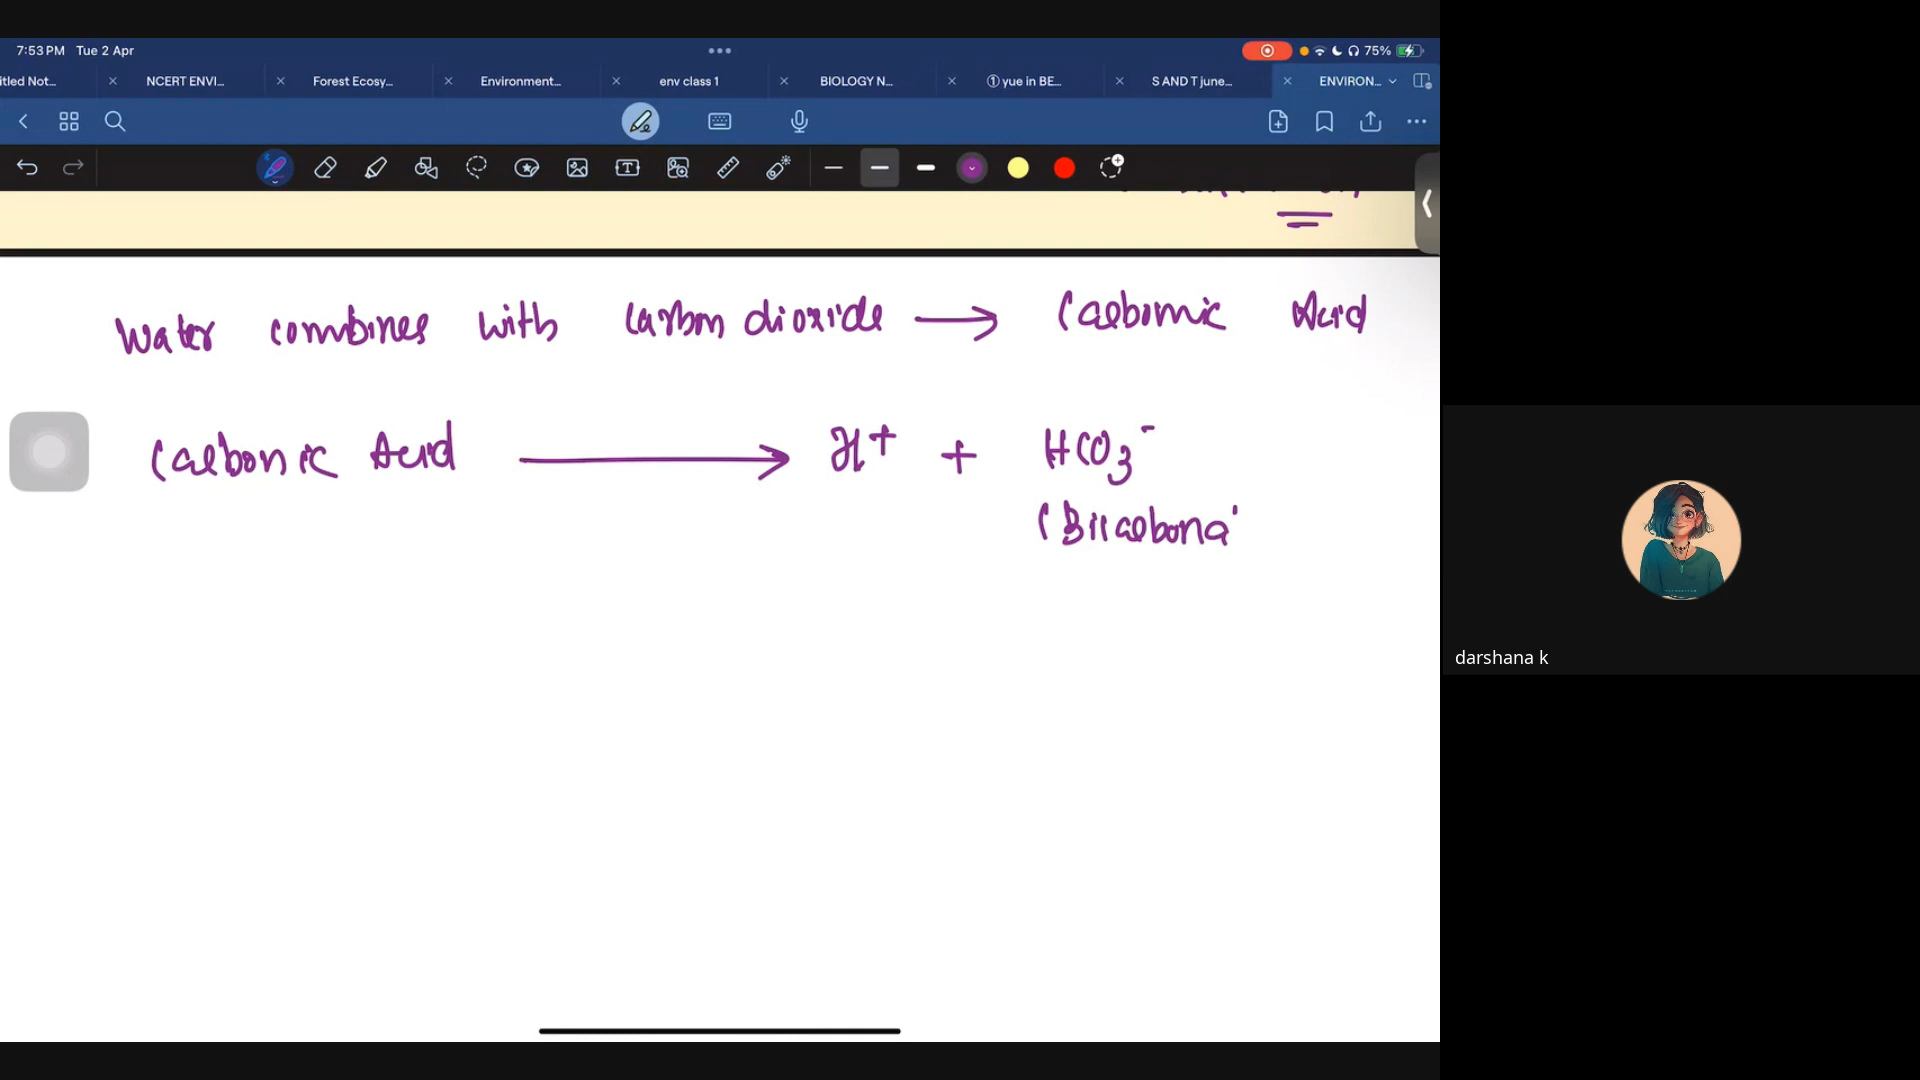 7:53 PM Tue 2 Apr 75%
itled Not... NCERT ENVI... Forest Ecosy... Environment... env class 1 BIOLOGY N... ① yue in BE... S AND T june... ENVIRON...
Water combines with Carbon dioxide → Carbonic Acid
Carbonic Acid → H+ + HCO3-
(Bicarbona
darshana k